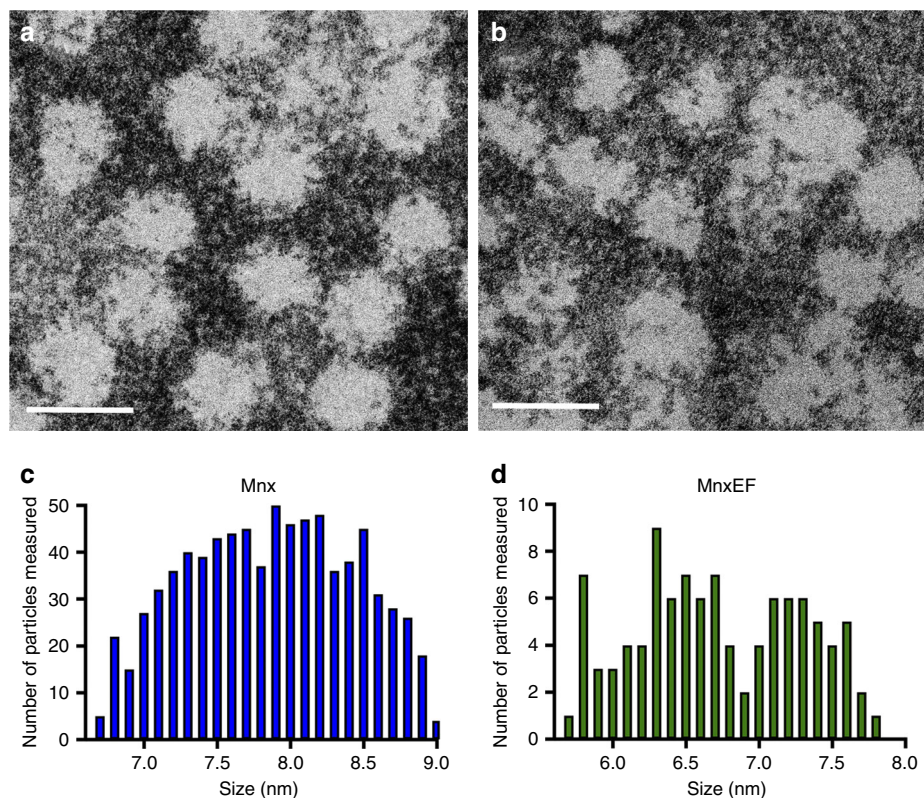 a
b
c
Mnx
Number of particles measured
50
40
30
20
10
0
7.0
7.5
8.0
8.5
9.0
Size (nm)
d
MnxEF
Number of particles measured
10
8
6
4
2
0
6.0
6.5
7.0
7.5
8.0
Size (nm)